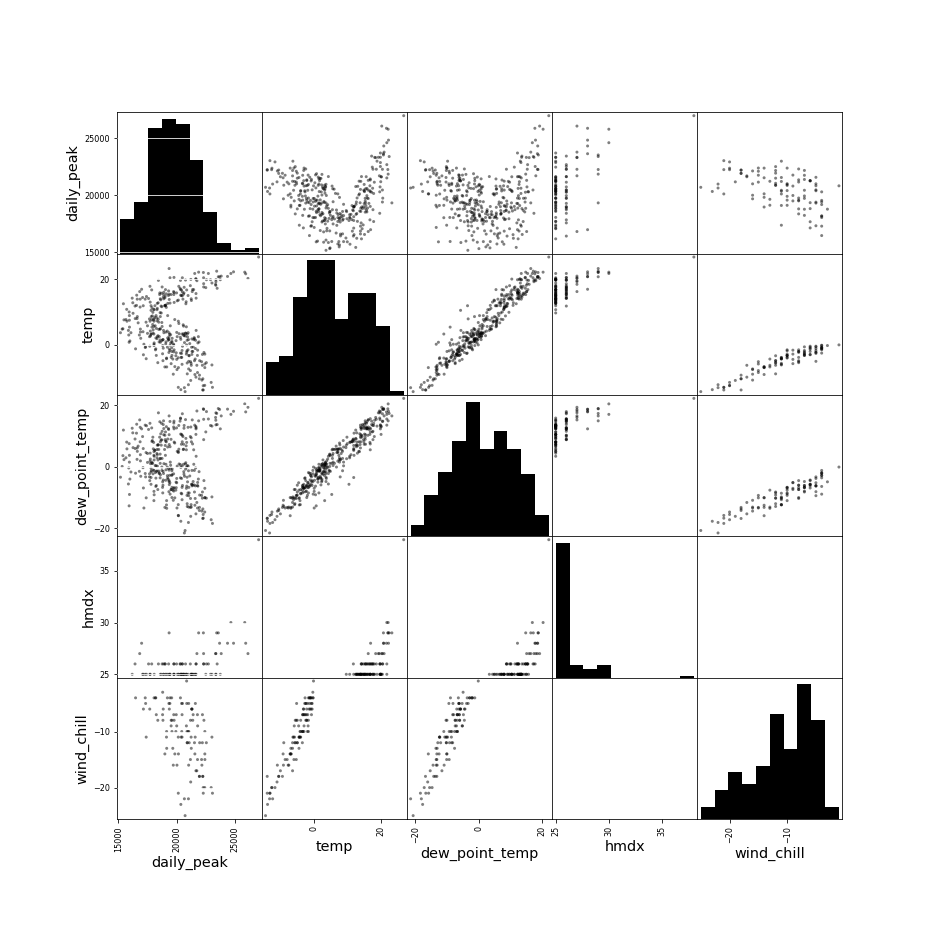 daily_peak
25000
20000
15000
temp
20
0
dew_point_temp
20
0
−20
hmdx
35
30
25
wind_chill
−10
−20
15000 20000 25000 0 20 −20 0 20 25 30 35 −20 −10
daily_peak temp dew_point_temp hmdx wind_chill